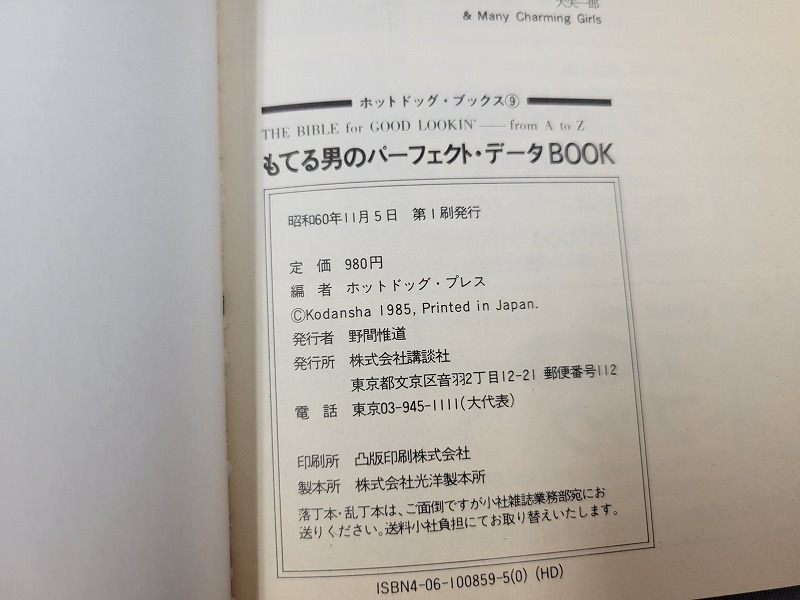 & Many Charming Girls
ホットドッグ・ブックス⑨
THE BIBLE for GOOD LOOKIN'——from A to Z
もてる男のパーフェクト・データBOOK
昭和60年11月5日 第1刷発行
定 価 980円
編 者 ホットドッグ・プレス
©Kodansha 1985, Printed in Japan.
発行者 野間惟道
発行所 株式会社講談社
東京都文京区音羽2丁目12-21 郵便番号112
電 話 東京03-945-1111(大代表)
印刷所 凸版印刷株式会社
製本所 株式会社光洋製本所
落丁本・乱丁本は、ご面倒ですが小社雑誌業務部宛にお
送りください。送料小社負担にてお取り替えいたします。
ISBN4-06-100859-5(0) (HD)